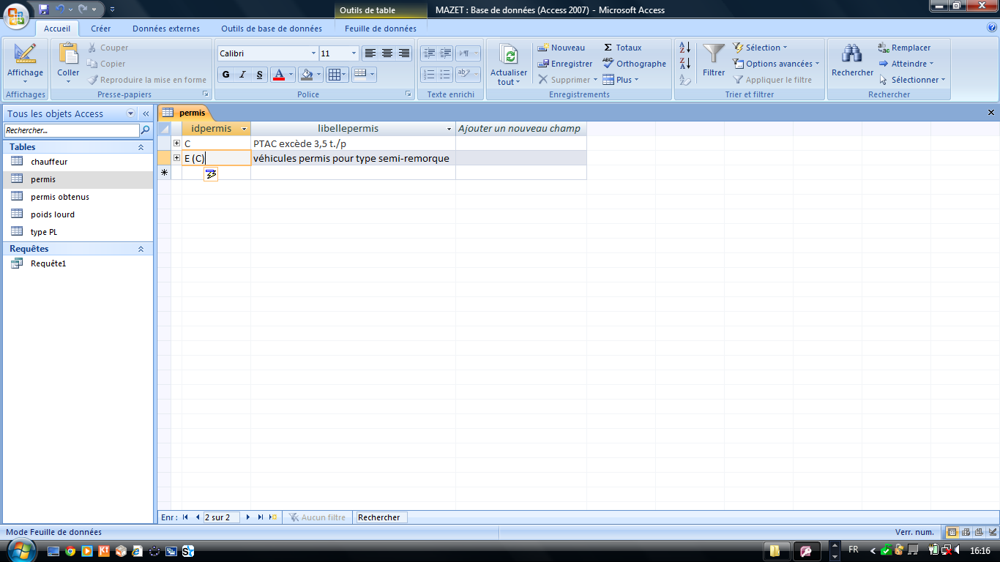 Outils de table
MAZET : Base de données (Access 2007) - Microsoft Access
Accueil
Créer
Données externes
Outils de base de données
Feuille de données
Affichage
Affichages
Coller
Couper
Copier
Reproduire la mise en forme
Presse-papiers
Calibri
11
G I S A
Police
Texte enrichi
Actualiser tout
Nouveau
Enregistrer
Supprimer
Totaux
Orthographe
Plus
Enregistrements
Filtrer
Sélection
Options avancées
Appliquer le filtre
Trier et filtrer
Rechercher
Remplacer
Atteindre
Sélectionner
Rechercher
Tous les objets Access
Rechercher...
Tables
chauffeur
permis
permis obtenus
poids lourd
type PL
Requêtes
Requête1
permis
idpermis libellepermis Ajouter un nouveau champ
C PTAC excède 3,5 t./p
E (C) véhicules permis pour type semi-remorque
Enr : 2 sur 2 Aucun filtre Rechercher
Mode Feuille de données
Verr. num.
FR
16:16